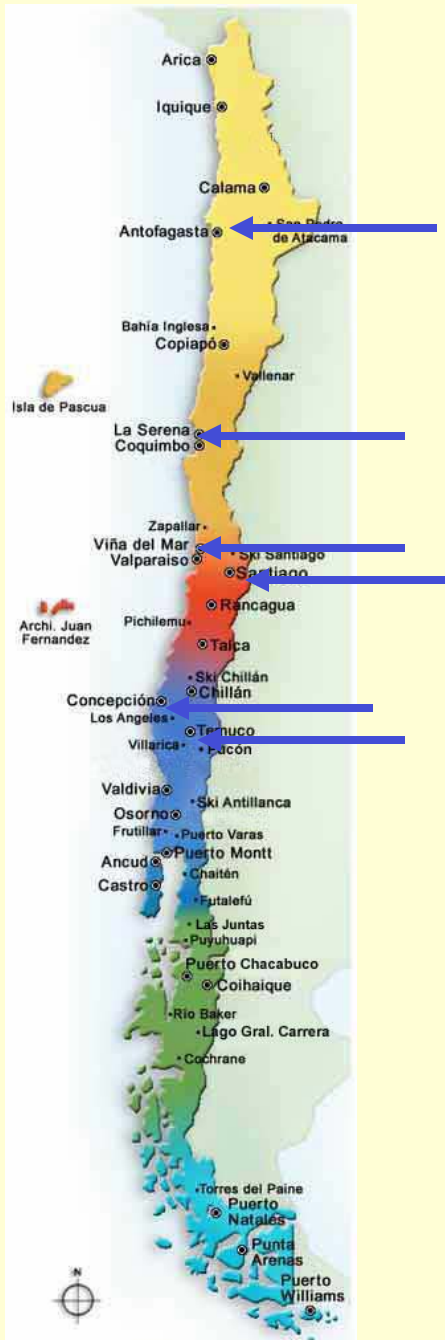 Arica
Iquique
Calama
San Pedro
de Atacama
Antofagasta
Bahía Inglesa
Copiapó
Vallenar
Isla de Pascua
La Serena
Coquimbo
Zapallar
Viña del Mar
Ski Santiago
Valparaiso
Santiago
Rancagua
Archi. Juan
Fernandez
Pichilemu
Talca
Ski Chillán
Chillán
Concepción
Los Angeles
Temuco
Villarica
Pucón
Valdivia
Ski Antillanca
Osorno
Frutillar
Puerto Varas
Puerto Montt
Ancud
Chaitén
Castro
Futalefú
Las Juntas
Puyuhuapi
Puerto Chacabuco
Coihaique
Río Baker
Lago Gral. Carrera
Cochrane
Torres del Paine
Puerto
Natales
Punta
Arenas
Puerto
Williams
N